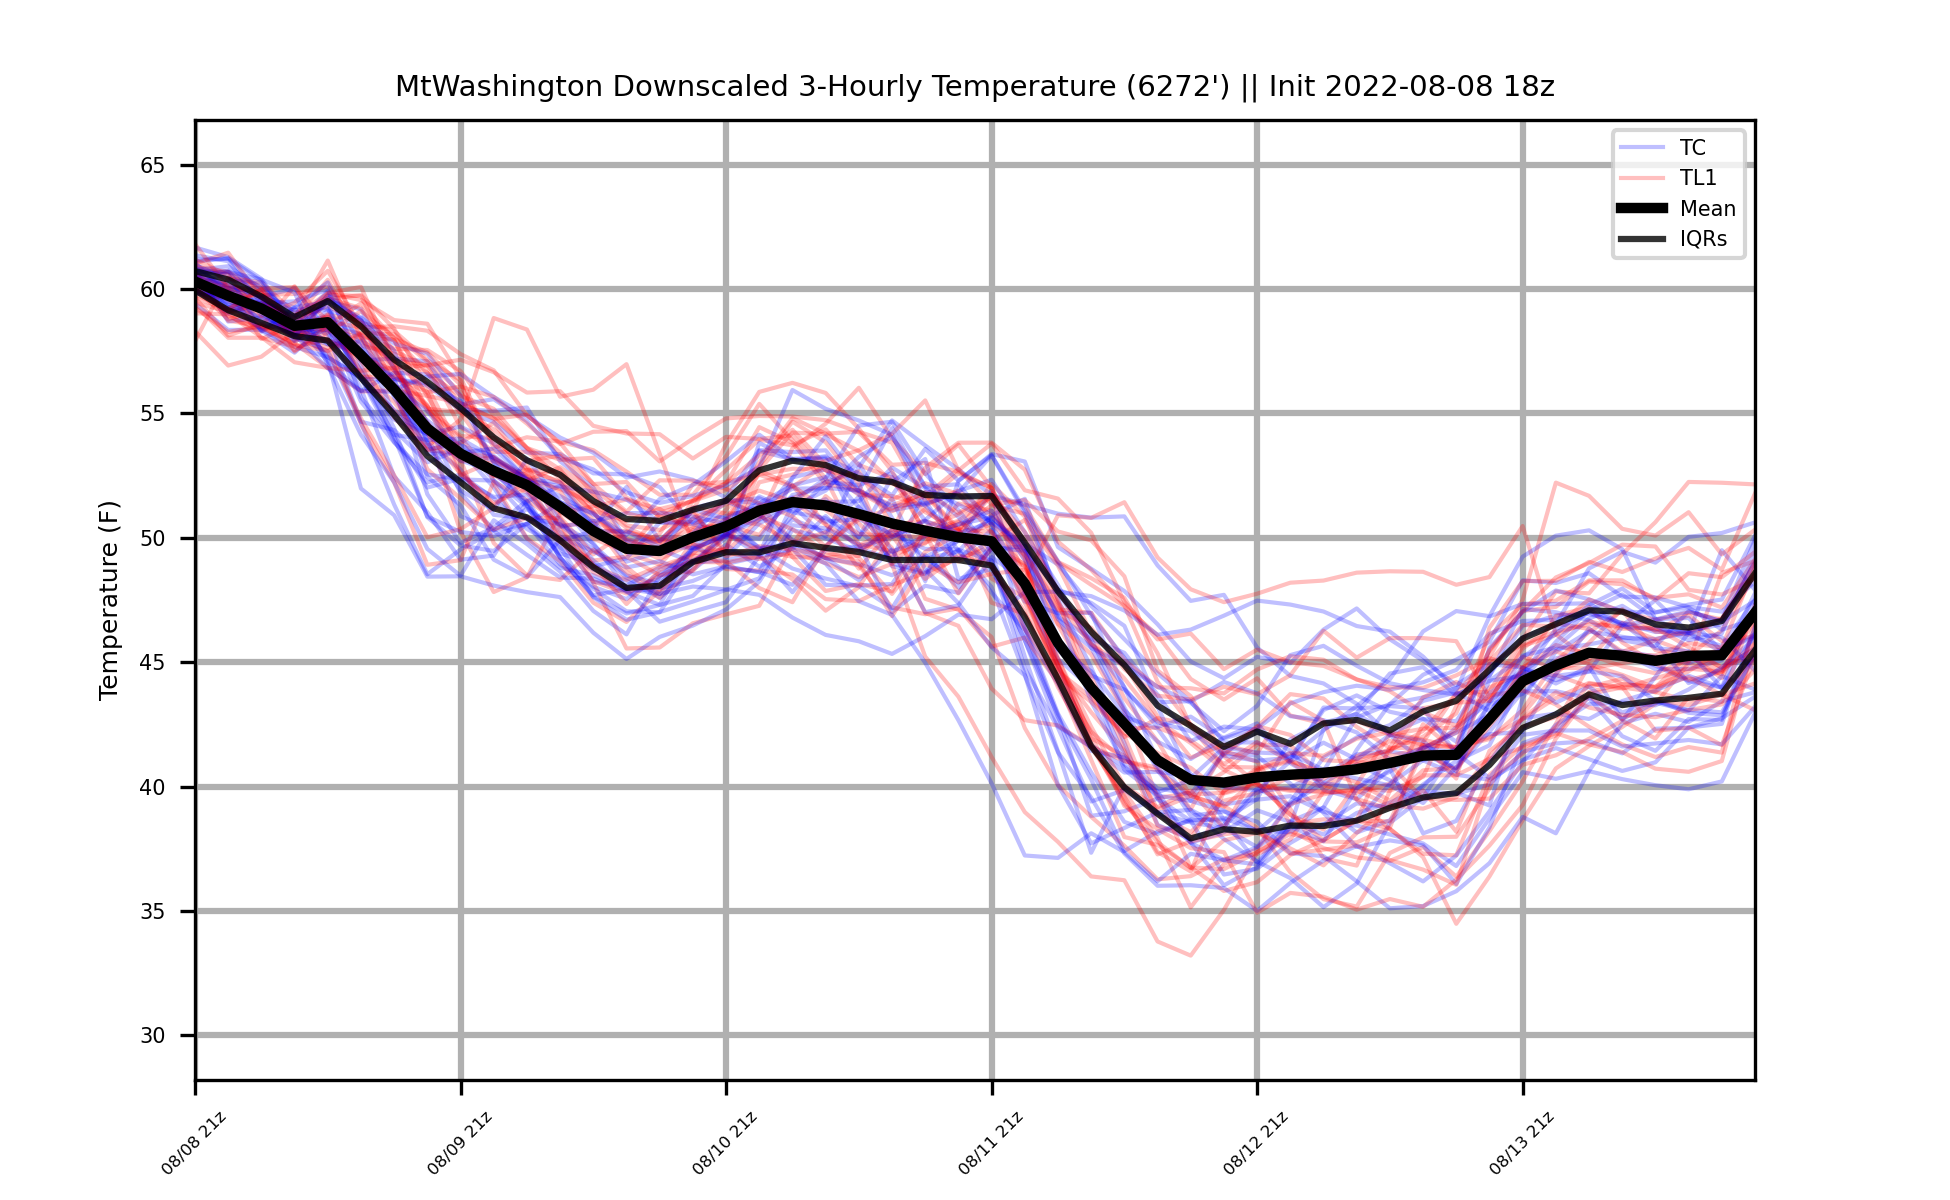 MtWashington Downscaled 3-Hourly Temperature (6272') || Init 2022-08-08 18z
TC
TL1
Mean
IQRs
Temperature (F)
65
60
55
50
45
40
35
30
08/08 21z
08/09 21z
08/10 21z
08/11 21z
08/12 21z
08/13 21z